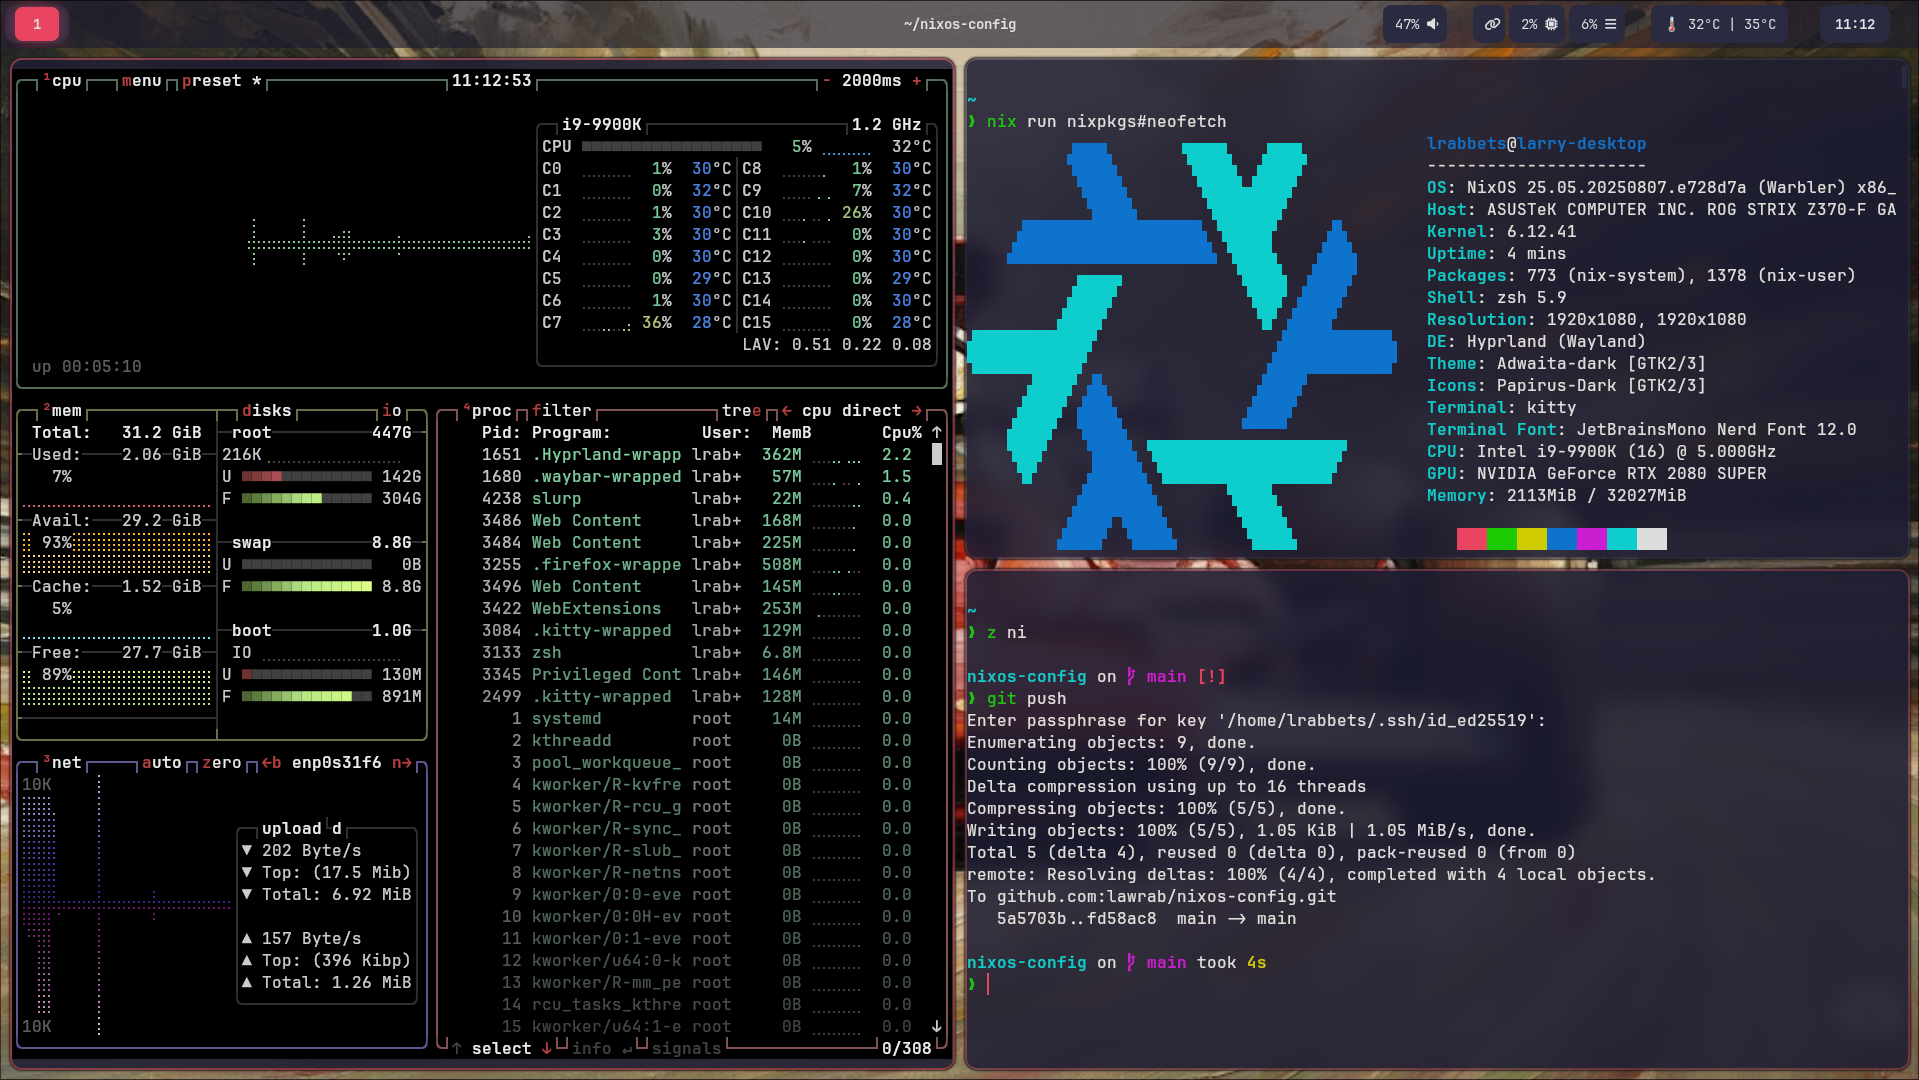 1
~/nixos-config
47%
2%
6%
32°C | 35°C
11:12
¹cpu
menu
preset *
11:12:53
- 2000ms +
i9-9900K
1.2 GHz
CPU 5% 32°C
C0 1% 30°C C8 1% 30°C
C1 0% 32°C C9 7% 32°C
C2 1% 30°C C10 26% 30°C
C3 3% 30°C C11 0% 30°C
C4 0% 30°C C12 0% 30°C
C5 0% 29°C C13 0% 29°C
C6 1% 30°C C14 0% 30°C
C7 36% 28°C C15 0% 28°C
LAV: 0.51 0.22 0.08
up 00:05:10
²mem
Total: 31.2 GiB
Used: 2.06 GiB
7%
Avail: 29.2 GiB
93%
Cache: 1.52 GiB
5%
Free: 27.7 GiB
89%
disks
io
root 447G
216K
U 142G
F 304G
swap 8.8G
U 0B
F 8.8G
boot 1.0G
IO
U 130M
F 891M
³net
auto
zero
←b enp0s31f6 n→
10K
upload d
▼ 202 Byte/s
▼ Top: (17.5 Mib)
▼ Total: 6.92 MiB
▲ 157 Byte/s
▲ Top: (396 Kibp)
▲ Total: 1.26 MiB
10K
⁴proc
filter
tree
← cpu direct →
Pid: Program: User: MemB Cpu% ↑
1651 .Hyprland-wrapp lrab+ 362M 2.2
1680 .waybar-wrapped lrab+ 57M 1.5
4238 slurp lrab+ 22M 0.4
3486 Web Content lrab+ 168M 0.0
3484 Web Content lrab+ 225M 0.0
3255 .firefox-wrappe lrab+ 508M 0.0
3496 Web Content lrab+ 145M 0.0
3422 WebExtensions lrab+ 253M 0.0
3084 .kitty-wrapped lrab+ 129M 0.0
3133 zsh lrab+ 6.8M 0.0
3345 Privileged Cont lrab+ 146M 0.0
2499 .kitty-wrapped lrab+ 128M 0.0
1 systemd root 14M 0.0
2 kthreadd root 0B 0.0
3 pool_workqueue_ root 0B 0.0
4 kworker/R-kvfre root 0B 0.0
5 kworker/R-rcu_g root 0B 0.0
6 kworker/R-sync_ root 0B 0.0
7 kworker/R-slub_ root 0B 0.0
8 kworker/R-netns root 0B 0.0
9 kworker/0:0-eve root 0B 0.0
10 kworker/0:0H-ev root 0B 0.0
11 kworker/0:1-eve root 0B 0.0
12 kworker/u64:0-k root 0B 0.0
13 kworker/R-mm_pe root 0B 0.0
14 rcu_tasks_kthre root 0B 0.0
15 kworker/u64:1-e root 0B 0.0 ↓
↑ select ↓
info ↵
signals
0/308
~
❯ nix run nixpkgs#neofetch
lrabbets@larry-desktop
----------------------
OS: NixOS 25.05.20250807.e728d7a (Warbler) x86_
Host: ASUSTeK COMPUTER INC. ROG STRIX Z370-F GA
Kernel: 6.12.41
Uptime: 4 mins
Packages: 773 (nix-system), 1378 (nix-user)
Shell: zsh 5.9
Resolution: 1920x1080, 1920x1080
DE: Hyprland (Wayland)
Theme: Adwaita-dark [GTK2/3]
Icons: Papirus-Dark [GTK2/3]
Terminal: kitty
Terminal Font: JetBrainsMono Nerd Font 12.0
CPU: Intel i9-9900K (16) @ 5.000GHz
GPU: NVIDIA GeForce RTX 2080 SUPER
Memory: 2113MiB / 32027MiB
~
❯ z ni
nixos-config on main [!]
❯ git push
Enter passphrase for key '/home/lrabbets/.ssh/id_ed25519':
Enumerating objects: 9, done.
Counting objects: 100% (9/9), done.
Delta compression using up to 16 threads
Compressing objects: 100% (5/5), done.
Writing objects: 100% (5/5), 1.05 KiB | 1.05 MiB/s, done.
Total 5 (delta 4), reused 0 (delta 0), pack-reused 0 (from 0)
remote: Resolving deltas: 100% (4/4), completed with 4 local objects.
To github.com:lawrab/nixos-config.git
5a5703b..fd58ac8 main -> main
nixos-config on main took 4s
❯